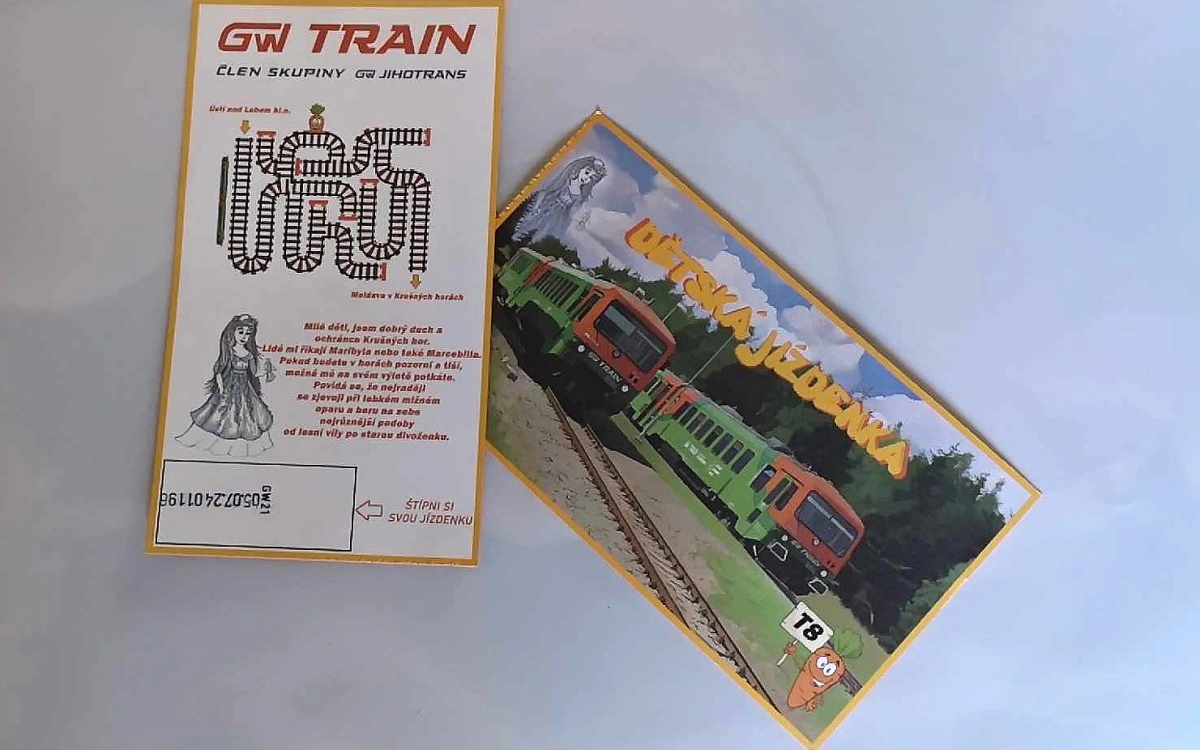 GW TRAIN
ČLEN SKUPINY GW JIHOTRANS
Ústí nad Labem hl.n.
Moldava v Krušných horách
Milé děti, jsem dobrý duch a
ochránce Krušných hor.
Lidé mi říkají Maribyla nebo také Marcebilla.
Pokud budete v horách pozorní a tiší,
možná mě na svém výletě potkáte.
Povídá se, že nejraději
se zjevuji při lehkém mlžném
oparu a beru na sebe
nejrůznější podoby
od lesní víly po starou divoženku.
GW21
05.07.24 01196
ŠTÍPNI SI
SVOU JÍZDENKU
DĚTSKÁ JÍZDENKA
GW TRAIN
T8